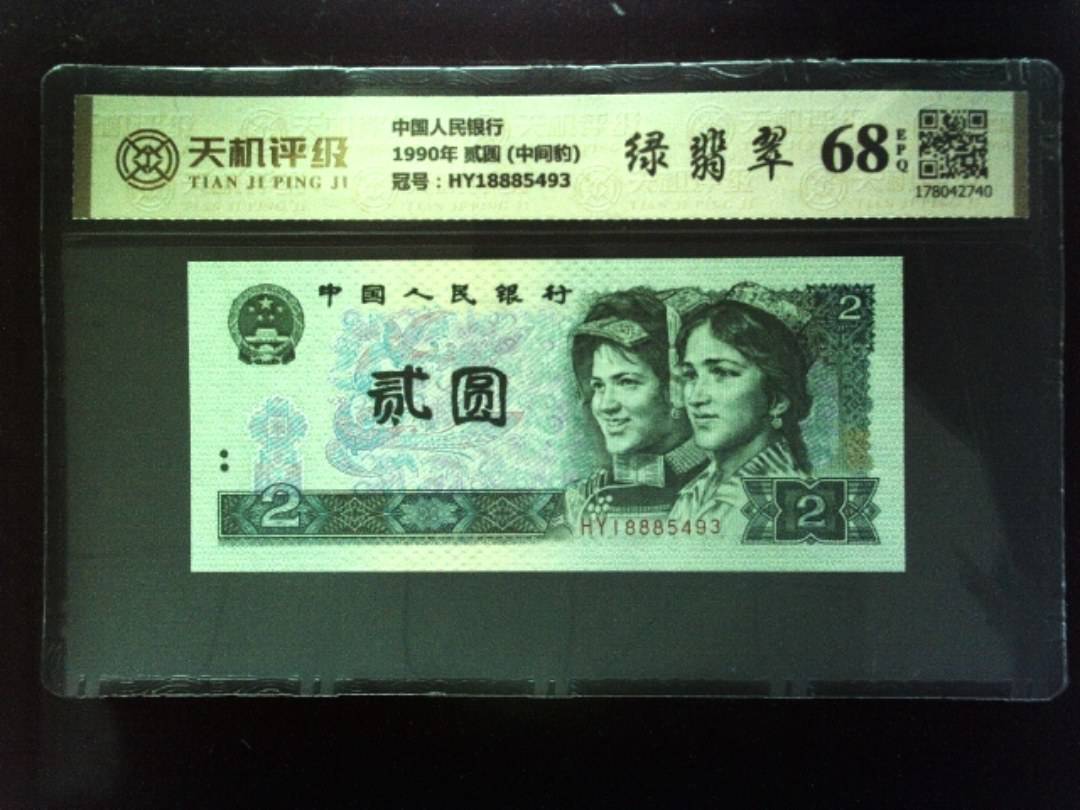 天机评级
TIAN JI PING JI
中国人民银行
1990年 贰圆 (中间豹)
冠号：HY18885493
绿翡翠
68
EPQ
178042740
中国人民银行
2
贰圆
2
HY18885493
2